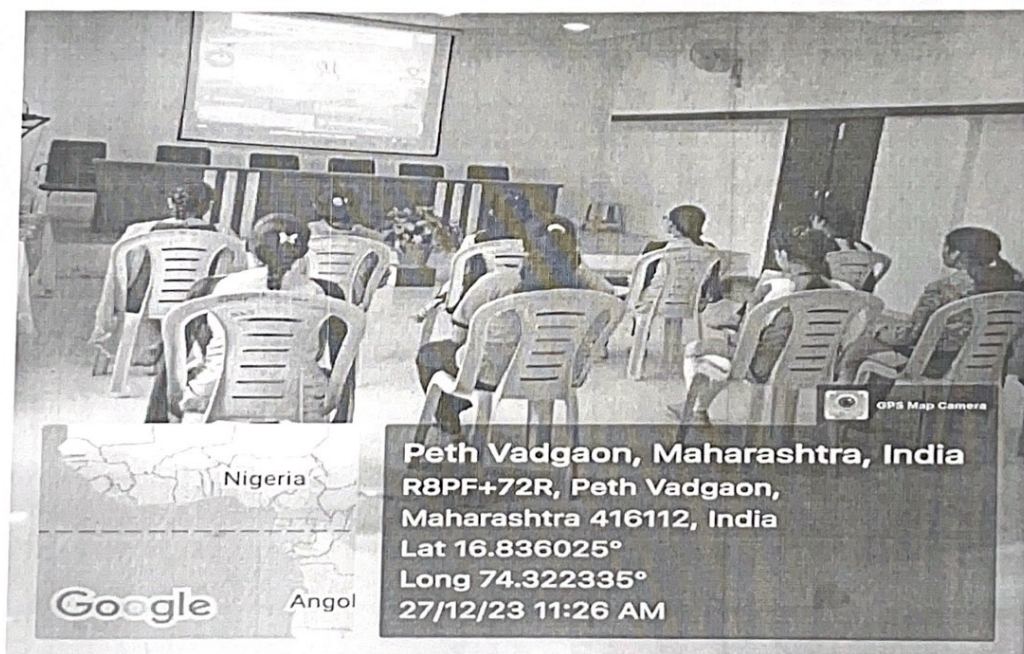 GPS Map Camera
Nigeria
Angol
Google
Peth Vadgaon, Maharashtra, India
R8PF+72R, Peth Vadgaon,
Maharashtra 416112, India
Lat 16.836025°
Long 74.322335°
27/12/23 11:26 AM